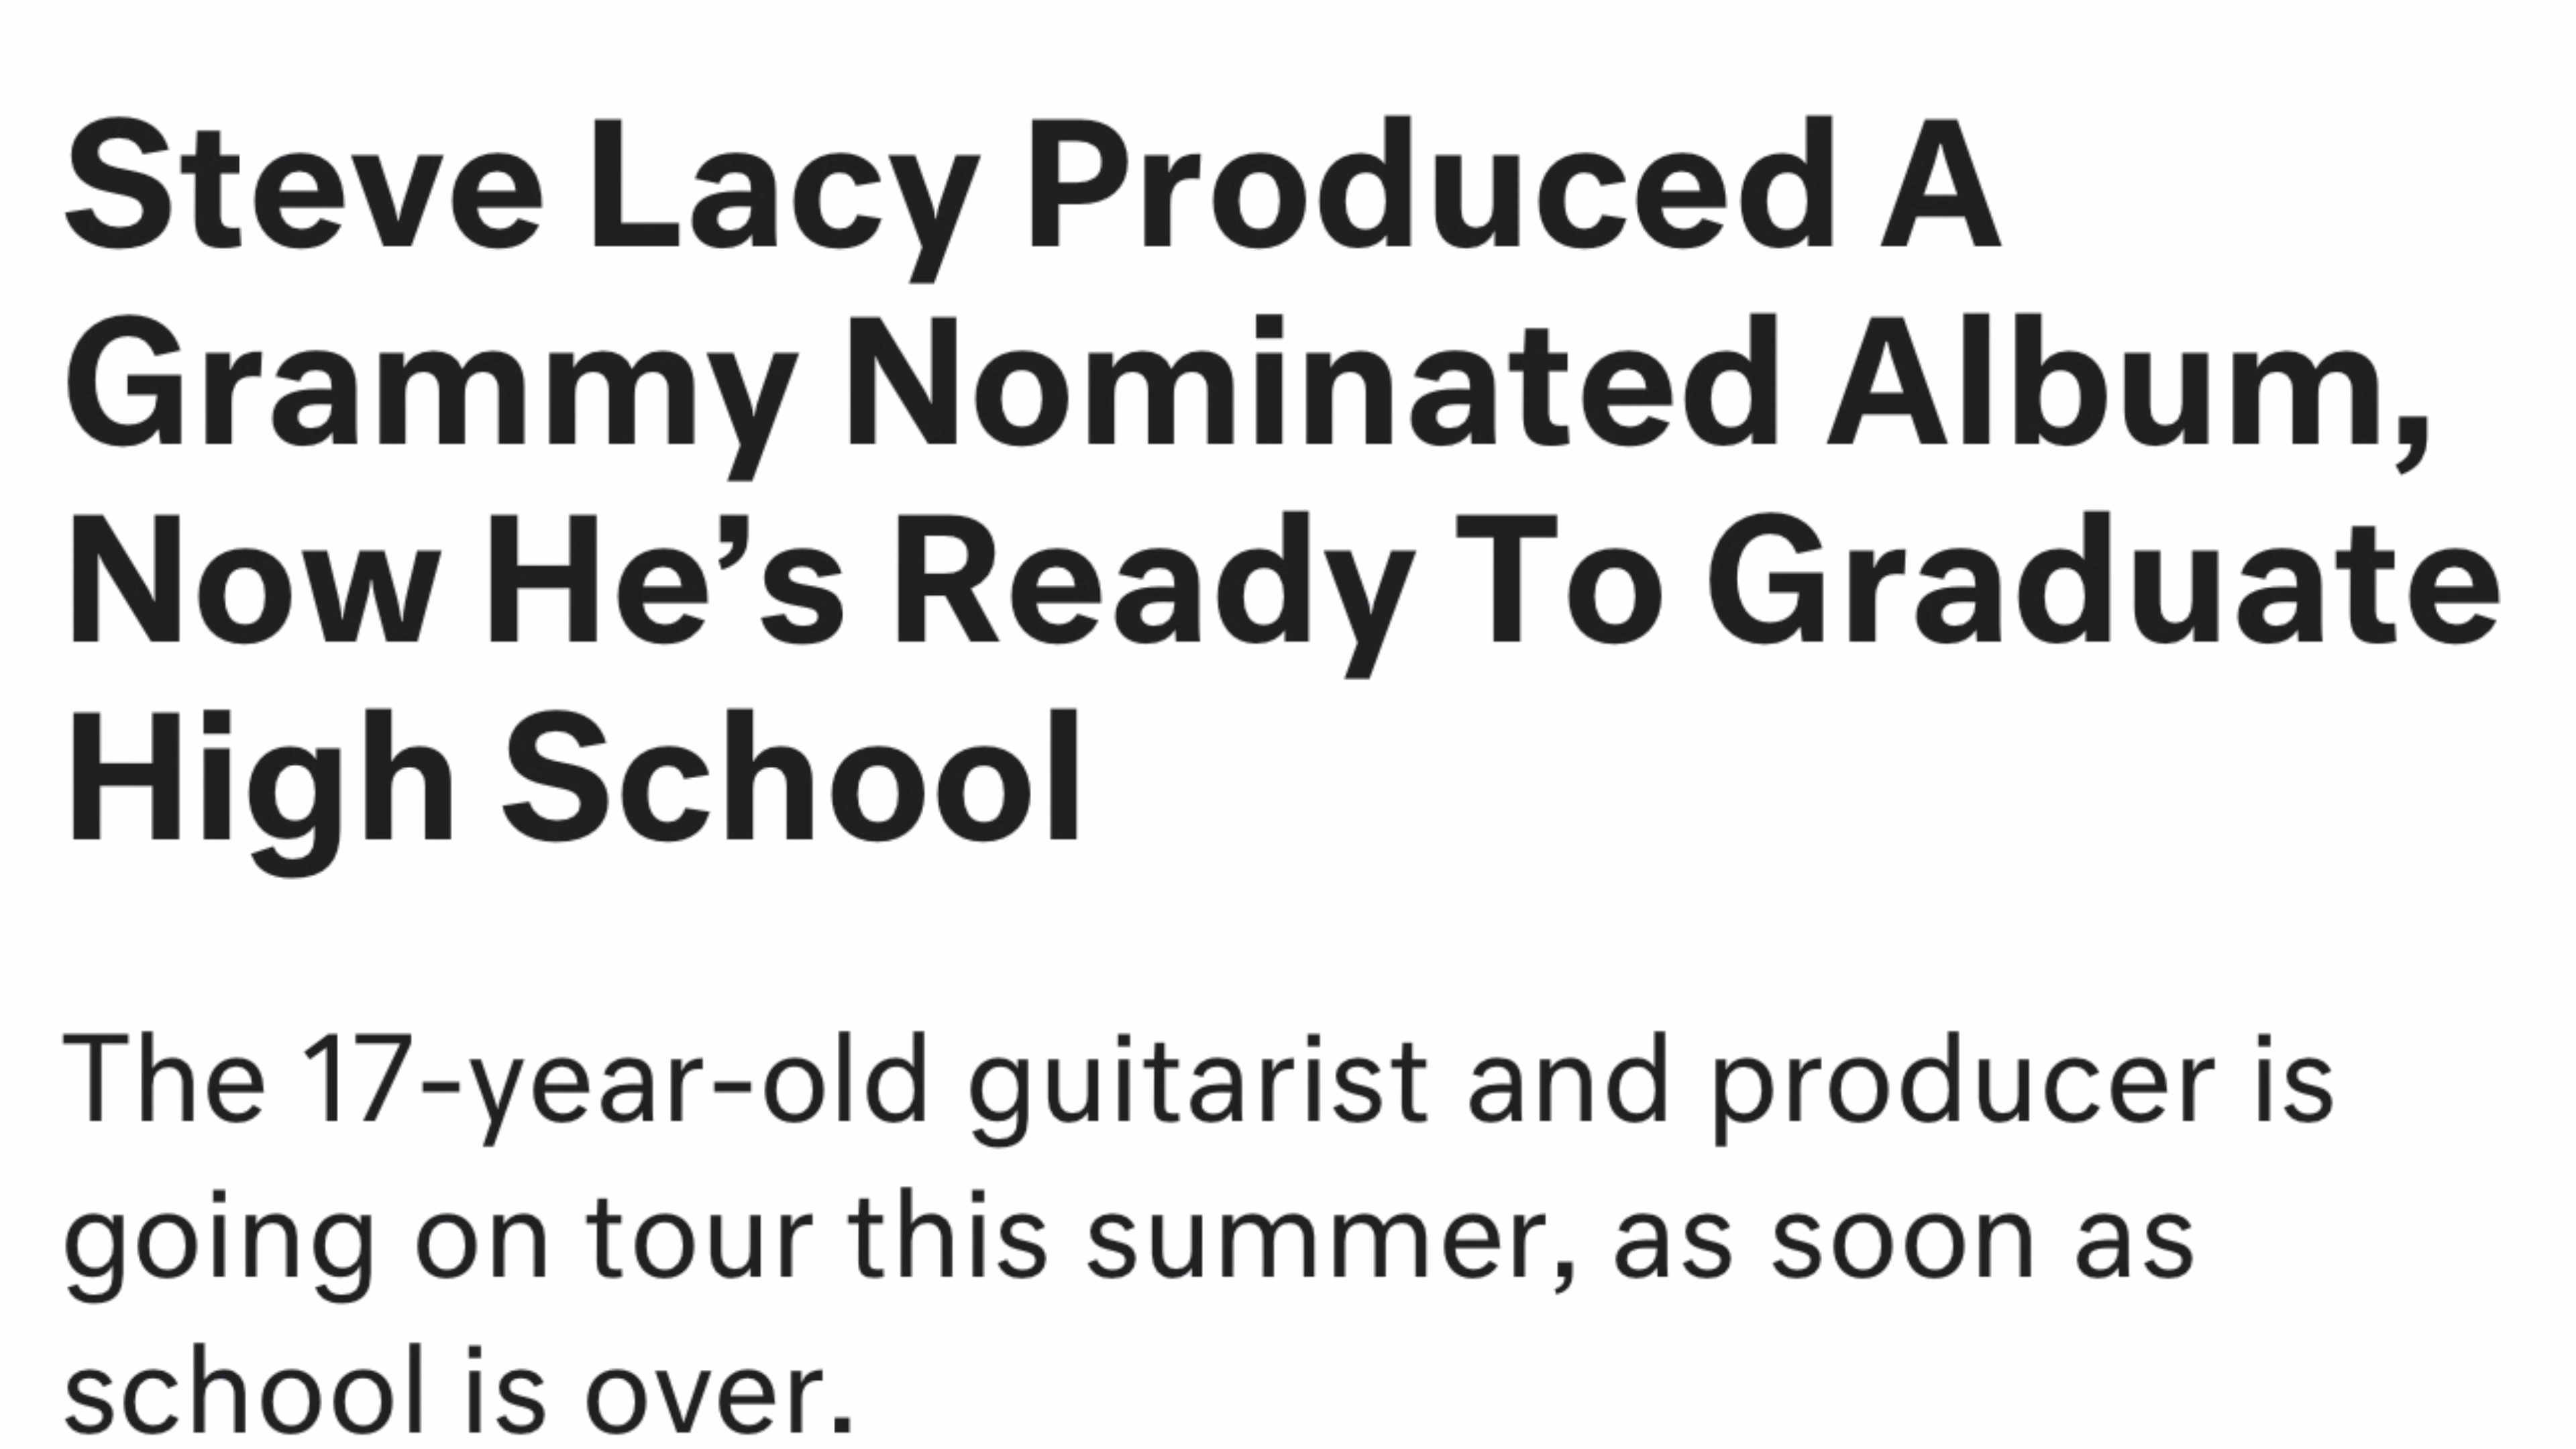 Steve Lacy Produced A
Grammy Nominated Album,
Now He’s Ready To Graduate
High School
The 17-year-old guitarist and producer is
going on tour this summer, as soon as
school is over.